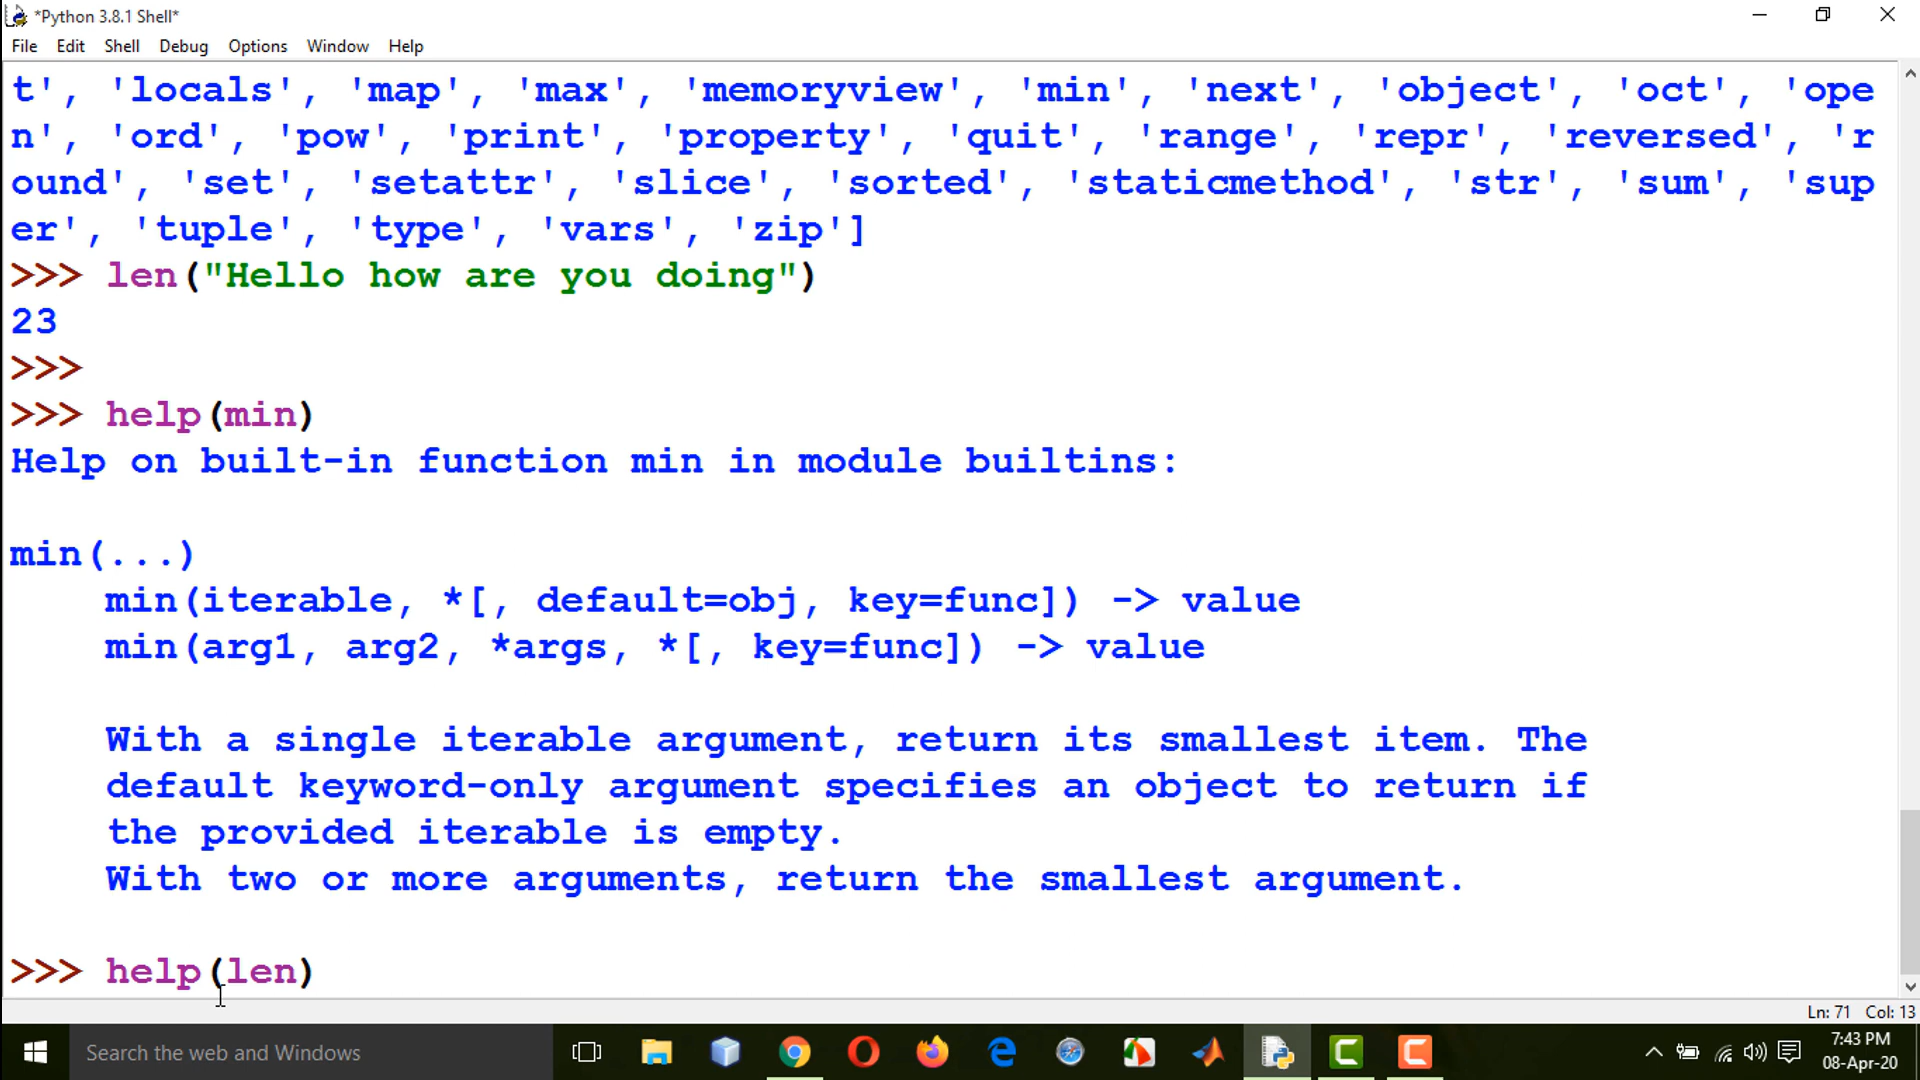 *Python 3.8.1 Shell*
File Edit Shell Debug Options Window Help
t', 'locals', 'map', 'max', 'memoryview', 'min', 'next', 'object', 'oct', 'ope
n', 'ord', 'pow', 'print', 'property', 'quit', 'range', 'repr', 'reversed', 'r
ound', 'set', 'setattr', 'slice', 'sorted', 'staticmethod', 'str', 'sum', 'sup
er', 'tuple', 'type', 'vars', 'zip']
>>> len("Hello how are you doing")
23
>>>
>>> help(min)
Help on built-in function min in module builtins:
min(...)
min(iterable, *[, default=obj, key=func]) -> value
min(arg1, arg2, *args, *[, key=func]) -> value
With a single iterable argument, return its smallest item. The
default keyword-only argument specifies an object to return if
the provided iterable is empty.
With two or more arguments, return the smallest argument.
>>> help(len)
Ln: 71 Col: 13
Search the web and Windows
7:43 PM
08-Apr-20